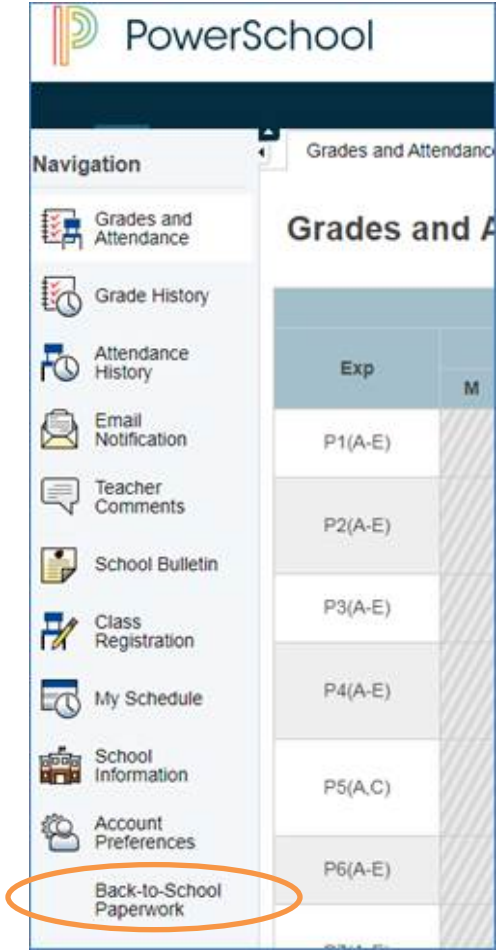 PowerSchool
Navigation
Grades and
Attendance
Grade History
Attendance
History
Email
Notification
Teacher
Comments
School Bulletin
Class
Registration
My Schedule
School
Information
Account
Preferences
Back-to-School
Paperwork
Grades and Attendanc
Grades and A
Exp
M
P1(A-E)
P2(A-E)
P3(A-E)
P4(A-E)
P5(A,C)
P6(A-E)